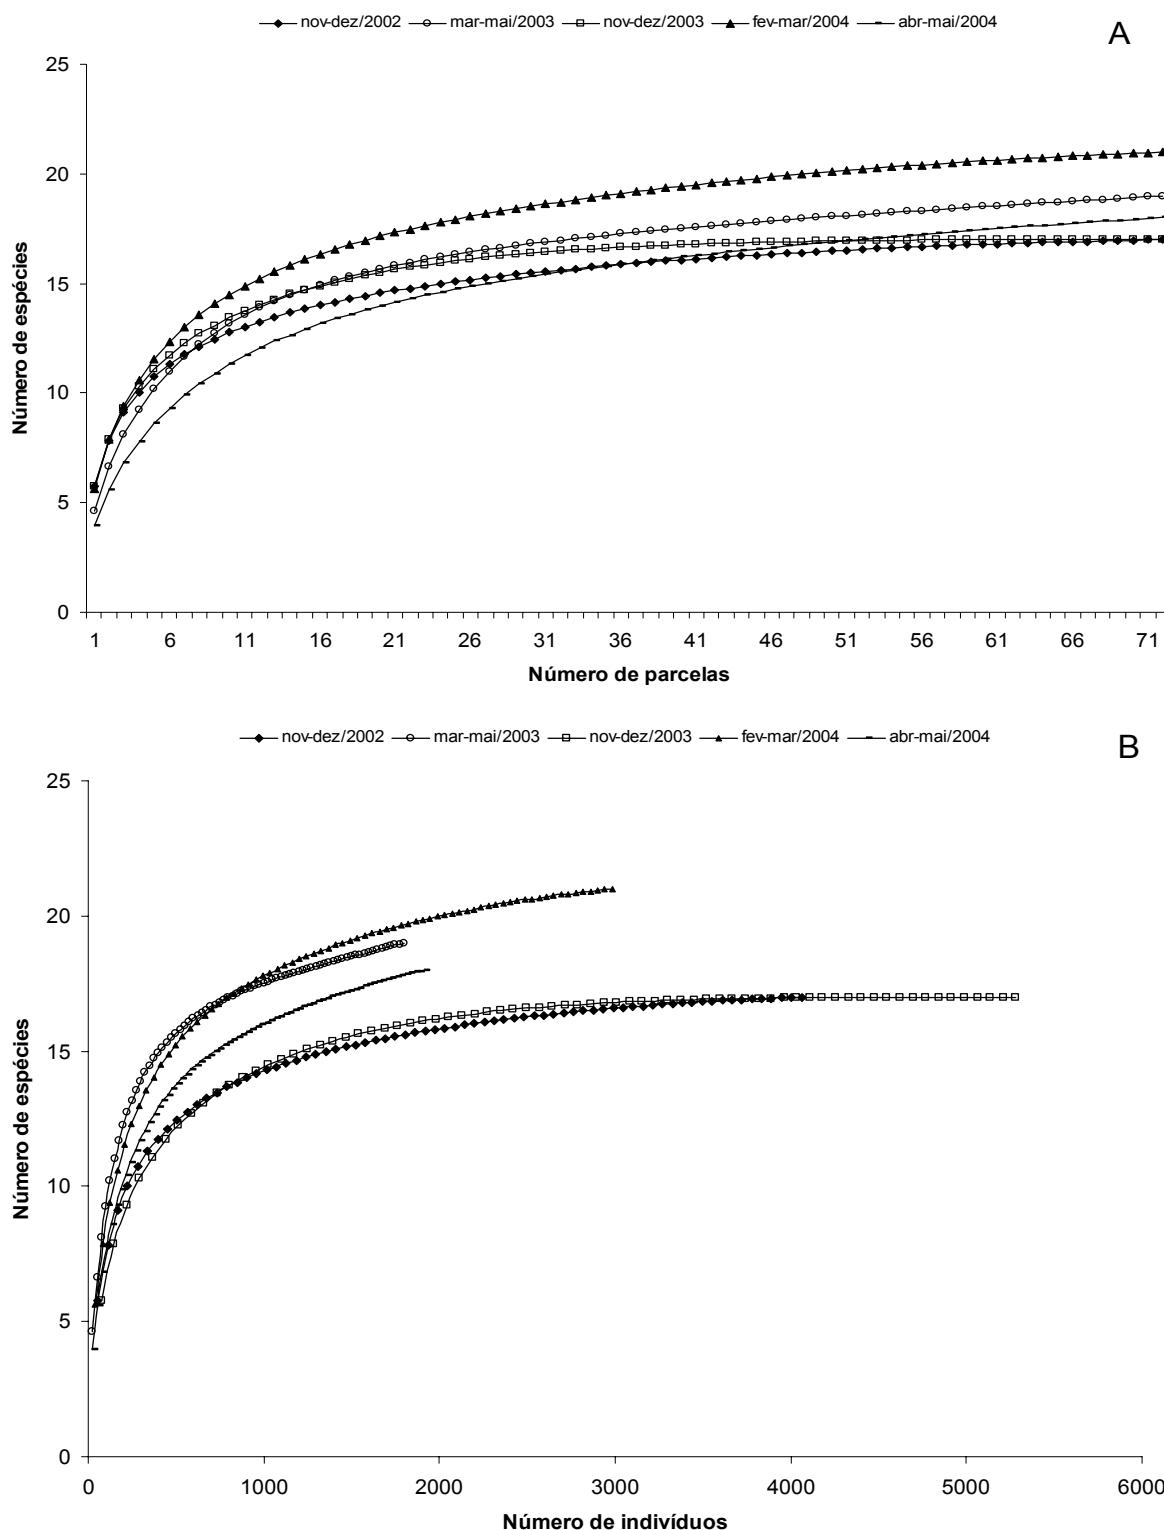 nov-dez/2002 mar-mai/2003 nov-dez/2003 fev-mar/2004 abr-mai/2004
A
25
20
15
10
5
0
Número de espécies
1 6 11 16 21 26 31 36 41 46 51 56 61 66 71
Número de parcelas
nov-dez/2002 mar-mai/2003 nov-dez/2003 fev-mar/2004 abr-mai/2004
B
25
20
15
10
5
0
Número de espécies
0 1000 2000 3000 4000 5000 6000
Número de indivíduos